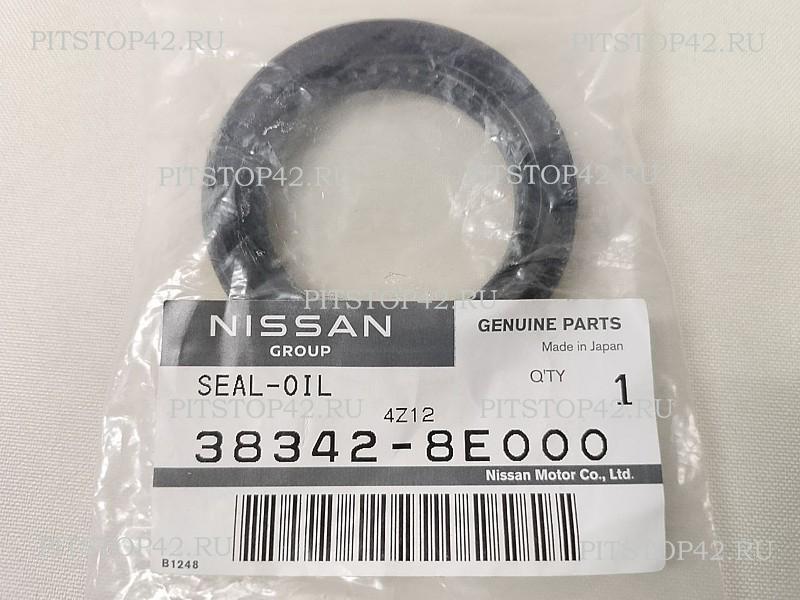 PITSTOP42.RU PITSTOP42.RU
PITSTOP42.RU PITSTOP42.RU
PITSTOP42.RU
NISSAN
GROUP
GENUINE PARTS
Made in Japan
SEAL-OIL
Q'TY 1
PITSTOP42.RU PITSTOP42.RU
4Z12
38342-8E000
Nissan Motor Co., Ltd.
PITSTOP42.RU PITSTOP42.RU
B1248